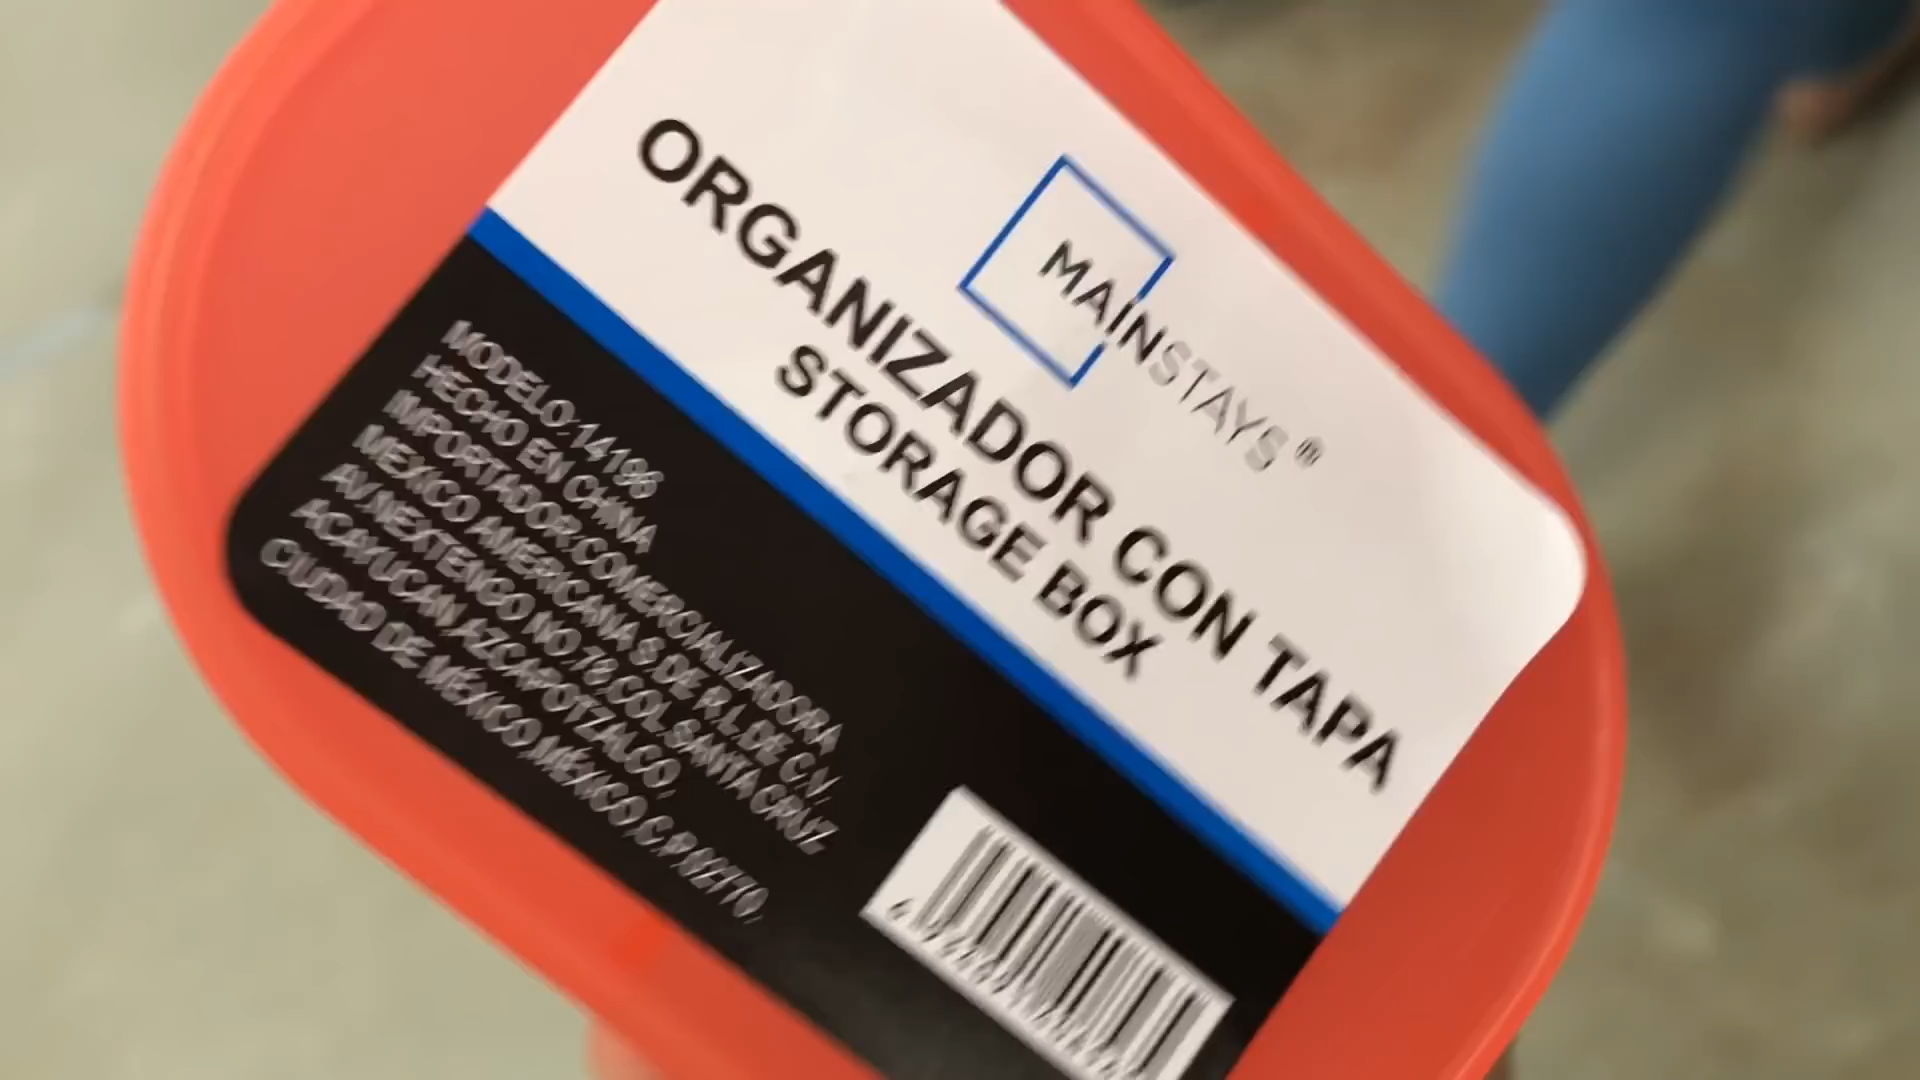 MAINSTAYS®
ORGANIZADOR CON TAPA
STORAGE BOX
MODELO:14196
HECHO EN CHINA
IMPORTADOR:COMERCIALIZADORA
MEXICO AMERICANA S DE R.L.DE C.V.
AV.NEXTENGO NO.78,COL.SANTA CRUZ
ACAYUCAN,AZCAPOTZALCO,
CIUDAD DE MÉXICO,MÉXICO,C.P.02770,